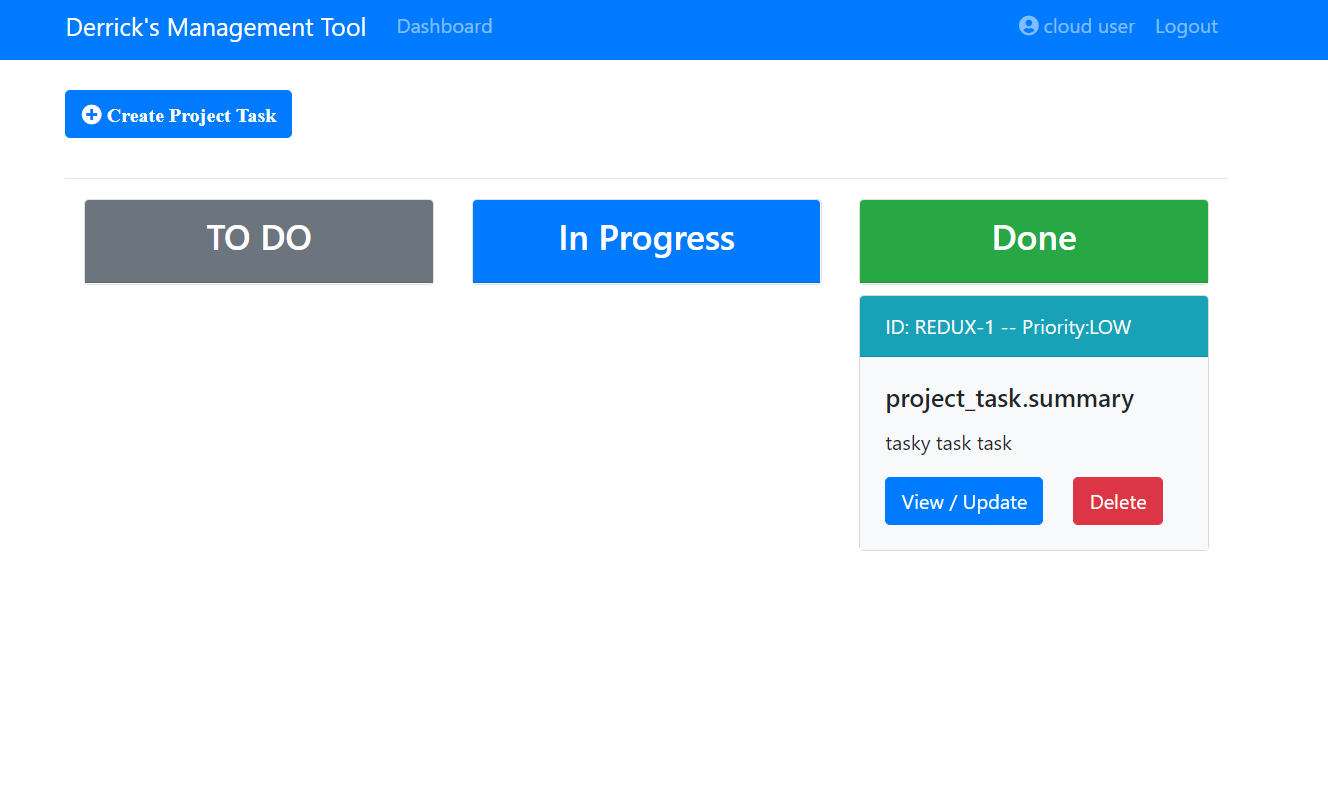 Derrick's Management Tool Dashboard cloud user Logout
Create Project Task
TO DO In Progress Done
ID: REDUX-1 -- Priority:LOW
project_task.summary
tasky task task
View / Update Delete